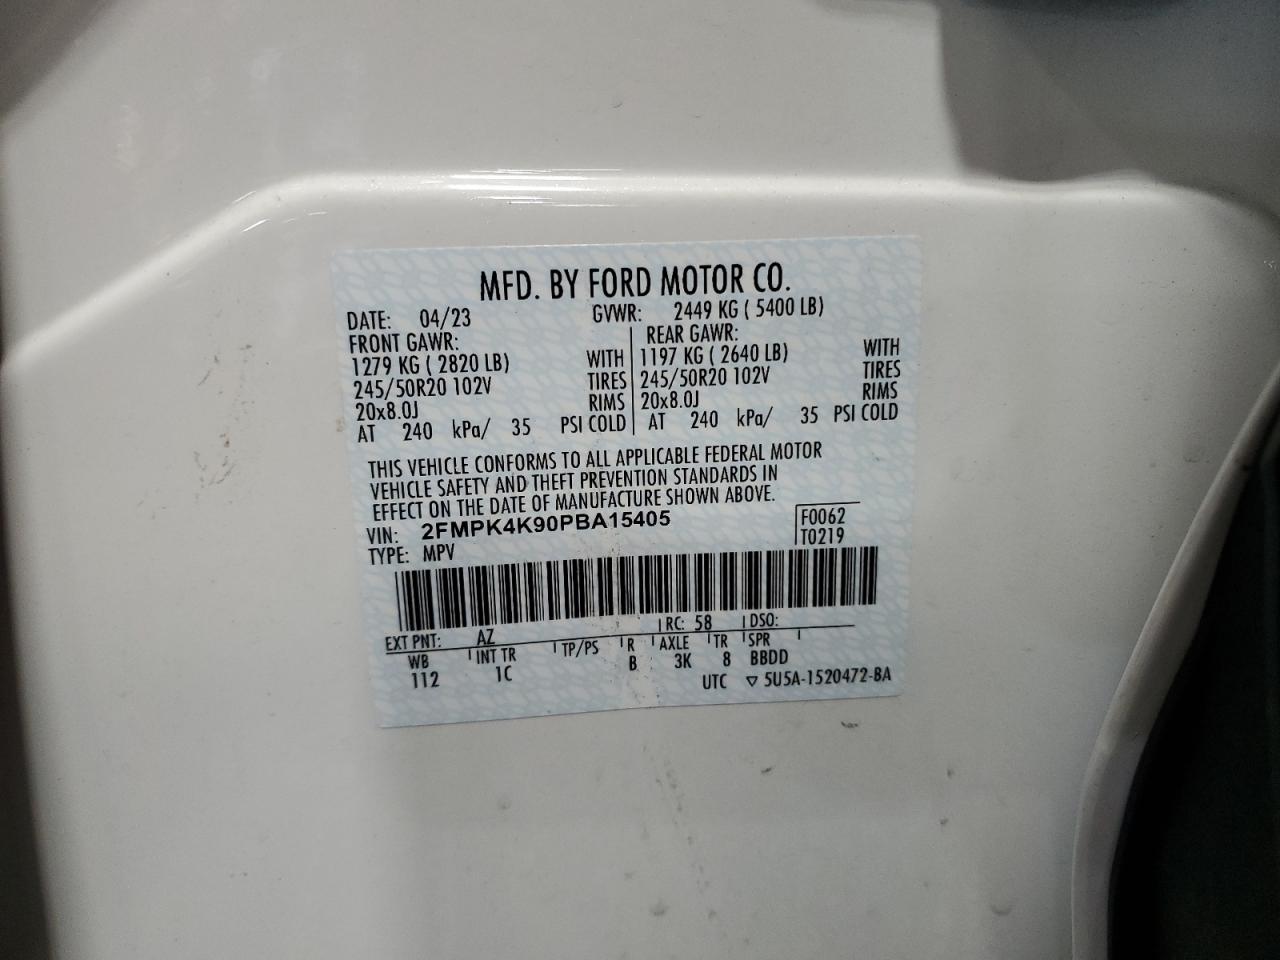 MFD. BY FORD MOTOR CO.
DATE: 04/23 GVWR: 2449 KG ( 5400 LB)
FRONT GAWR: REAR GAWR:
1279 KG ( 2820 LB) WITH 1197 KG ( 2640 LB) WITH
245/50R20 102V TIRES 245/50R20 102V TIRES
20x8.0J RIMS 20x8.0J RIMS
AT 240 kPa/ 35 PSI COLD AT 240 kPa/ 35 PSI COLD
THIS VEHICLE CONFORMS TO ALL APPLICABLE FEDERAL MOTOR
VEHICLE SAFETY AND THEFT PREVENTION STANDARDS IN
EFFECT ON THE DATE OF MANUFACTURE SHOWN ABOVE.
VIN: 2FMPK4K90PBA15405 F0062
TYPE: MPV T0219
EXT PNT: AZ RC: 58 DSO:
WB INT TR TP/PS R AXLE TR SPR
112 1C B 3K 8 BBDD
UTC ▽ 5U5A-1520472-BA